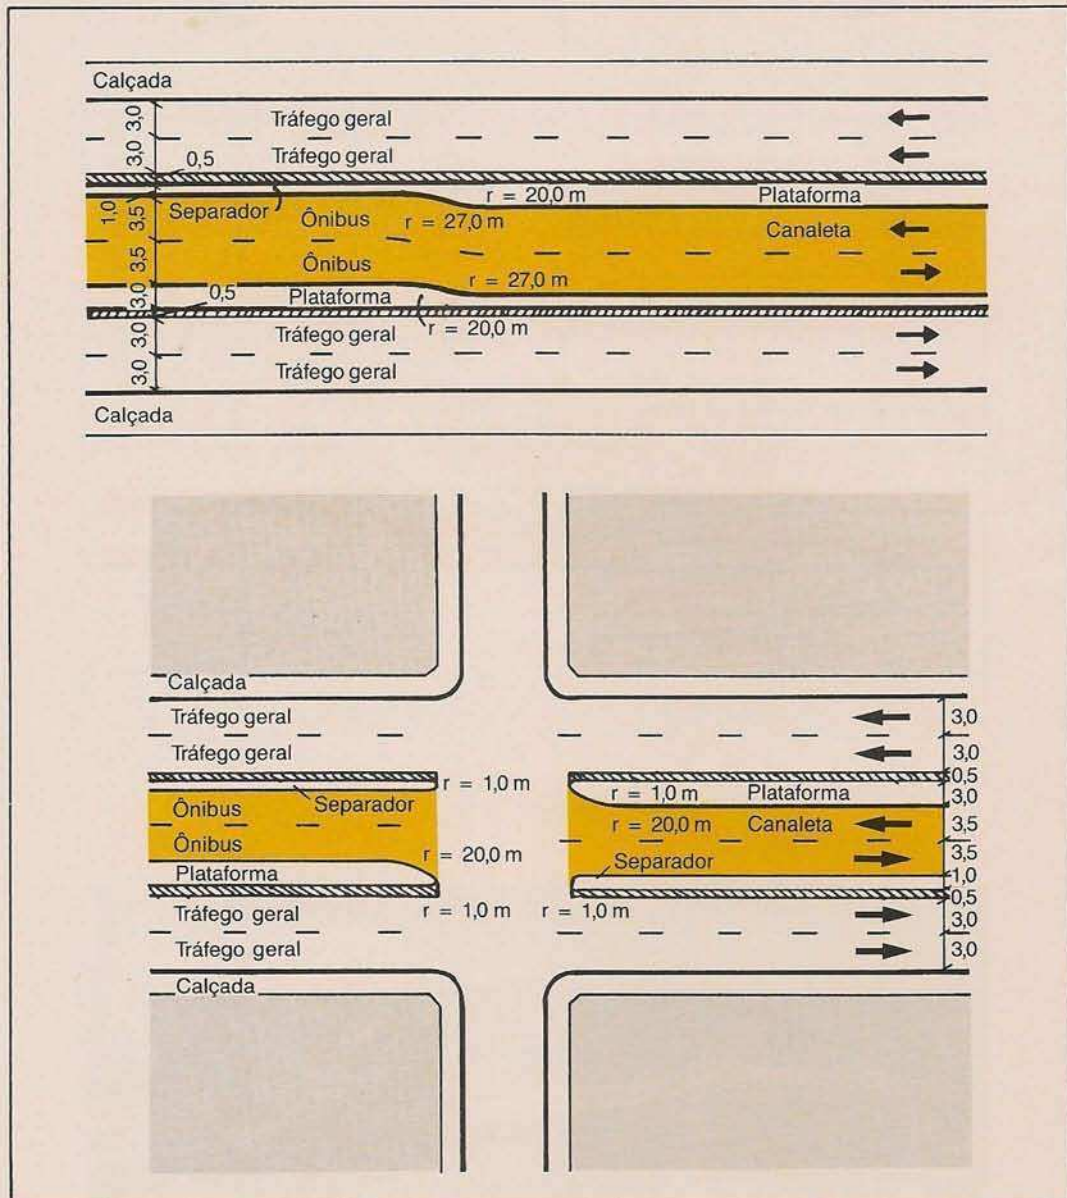 Calçada
3,0
Tráfego geral
3,0
Tráfego geral
0,5
r = 20,0 m
Plataforma
1,0
Separador
3,5
Ônibus
r = 27,0 m
Canaleta
3,5
Ônibus
r = 27,0 m
3,0
0,5
Plataforma
r = 20,0 m
3,0
Tráfego geral
3,0
Tráfego geral
Calçada
Calçada
Tráfego geral
3,0
Tráfego geral
3,0
0,5
r = 1,0 m
r = 1,0 m
Plataforma
3,0
Separador
Ônibus
r = 20,0 m
Canaleta
3,5
Ônibus
r = 20,0 m
3,5
Separador
Plataforma
1,0
0,5
Tráfego geral
r = 1,0 m
r = 1,0 m
3,0
Tráfego geral
3,0
Calçada